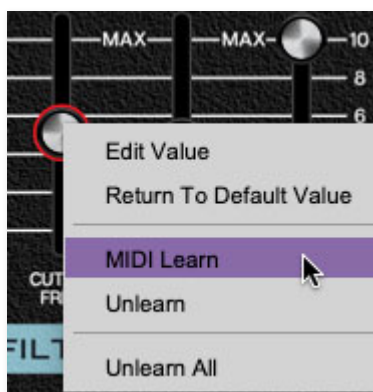 MAX MAX 10
8
6
Edit Value
Return To Default Value
MIDI Learn
Unlearn
Unlearn All